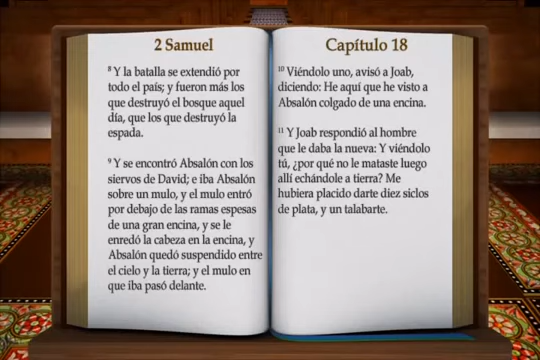 2 Samuel
⁸ Y la batalla se extendió por
todo el país; y fueron más los
que destruyó el bosque aquel
día, que los que destruyó la
espada.
⁹ Y se encontró Absalón con los
siervos de David; e iba Absalón
sobre un mulo, y el mulo entró
por debajo de las ramas espesas
de una gran encina, y se le
enredó la cabeza en la encina, y
Absalón quedó suspendido entre
el cielo y la tierra; y el mulo en
que iba pasó delante.
Capítulo 18
¹⁰ Viéndolo uno, avisó a Joab,
diciendo: He aquí que he visto a
Absalón colgado de una encina.
¹¹ Y Joab respondió al hombre
que le daba la nueva: Y viéndolo
tú, ¿por qué no le mataste luego
allí echándole a tierra? Me
hubiera placido darte diez siclos
de plata, y un talabarte.